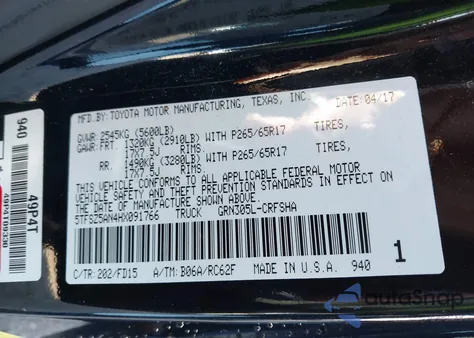 MFD.BY:TOYOTA MOTOR MANUFACTURING, TEXAS, INC. DATE:04/17
GVWR:2545KG (5600LB)
GAWR:FRT. 1320KG (2910LB) WITH P265/65R17 TIRES,
17X7.5J RIMS.
RR. 1490KG (3280LB) WITH P265/65R17 TIRES,
17X7.5J RIMS.
THIS VEHICLE CONFORMS TO ALL APPLICABLE FEDERAL MOTOR
VEHICLE SAFETY AND THEFT PREVENTION STANDARDS IN EFFECT
ON THE DATE OF MANUFACTURE SHOWN ABOVE.
5TFSZ5AN4HX091766 TRUCK GRN305L-CRFSHA
C/TR:202/FD15 A/TM:B06A/RC62F MADE IN U.S.A. 940 1
940
49P4T
AutoSnap